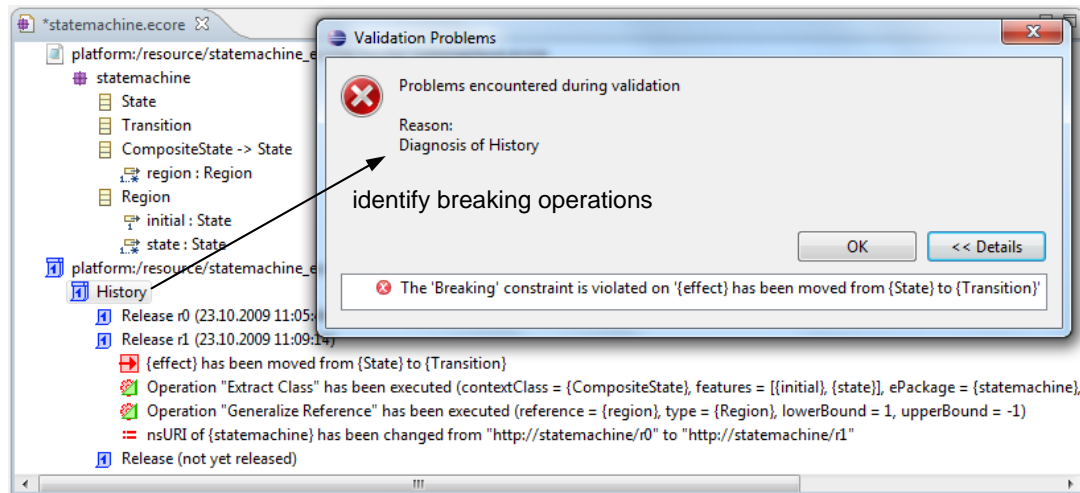 *statemachine.ecore
platform:/resource/statemachine_e
statemachine
State
Transition
CompositeState -> State
1..* region : Region
Region
1 initial : State
1..* state : State
platform:/resource/statemachine_e
History
Release r0 (23.10.2009 11:05:
Release r1 (23.10.2009 11:09:14)
{effect} has been moved from {State} to {Transition}
Operation "Extract Class" has been executed (contextClass = {CompositeState}, features = [{initial}, {state}], ePackage = {statemachine},
Operation "Generalize Reference" has been executed (reference = {region}, type = {Region}, lowerBound = 1, upperBound = -1)
nsURI of {statemachine} has been changed from "http://statemachine/r0" to "http://statemachine/r1"
Release (not yet released)
Validation Problems
Problems encountered during validation
Reason:
Diagnosis of History
identify breaking operations
OK
<< Details
The 'Breaking' constraint is violated on '{effect} has been moved from {State} to {Transition}'